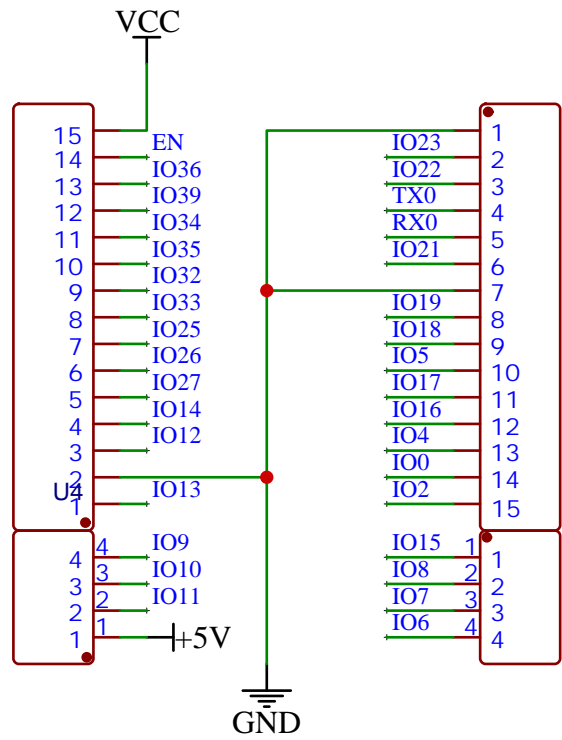 VCC
15
14 EN
13 IO36
12 IO39
11 IO34
10 IO35
9 IO32
8 IO33
7 IO25
6 IO26
5 IO27
4 IO14
3 IO12
2
U4
1 IO13
4 4 IO9
3 3 IO10
2 2 IO11
1 1 +5V
1
IO23 2
IO22 3
TX0 4
RX0 5
IO21 6
7
IO19 8
IO18 9
IO5 10
IO17 11
IO16 12
IO4 13
IO0 14
IO2 15
IO15 1 1
IO8 2 2
IO7 3 3
IO6 4 4
GND